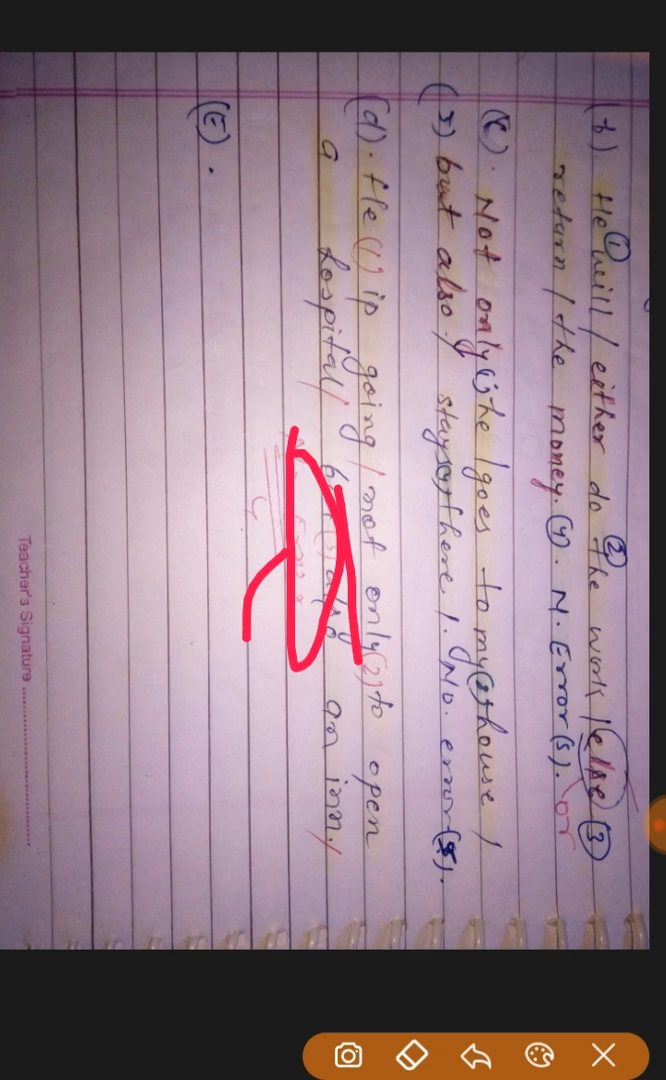 (b). He (1) will / either do (2) the work / else (3)
or
return / the money. (4). N. Error (5).
(c). Not only (1) he / goes to my (2) house /
(3) but also / stays (4) there /. No. error (5).
(d). He (1) is going / not only (2) to open
a hospital / but (3) also an inn. /
(E).
Teacher's Signature